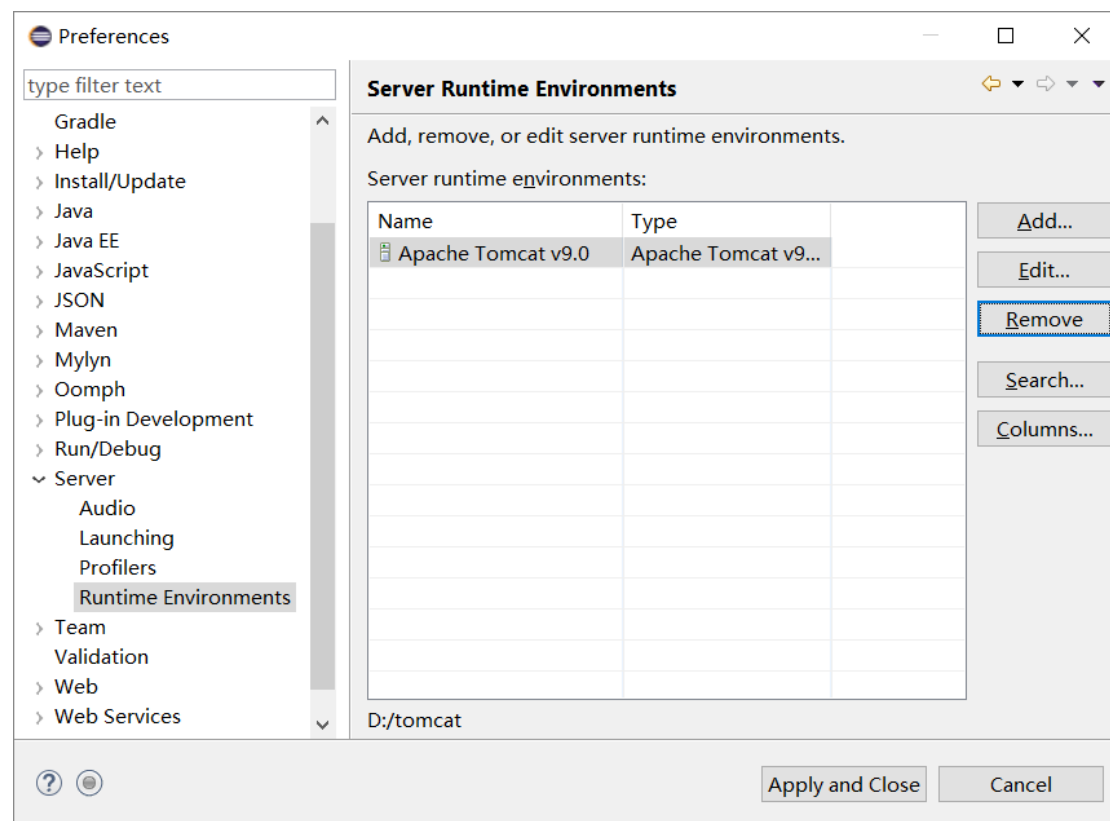 Preferences
type filter text
Gradle
Help
Install/Update
Java
Java EE
JavaScript
JSON
Maven
Mylyn
Oomph
Plug-in Development
Run/Debug
Server
Audio
Launching
Profilers
Runtime Environments
Team
Validation
Web
Web Services
Server Runtime Environments
Add, remove, or edit server runtime environments.
Server runtime environments:
Name Type
Apache Tomcat v9.0 Apache Tomcat v9...
Add...
Edit...
Remove
Search...
Columns...
D:/tomcat
?
Apply and Close Cancel